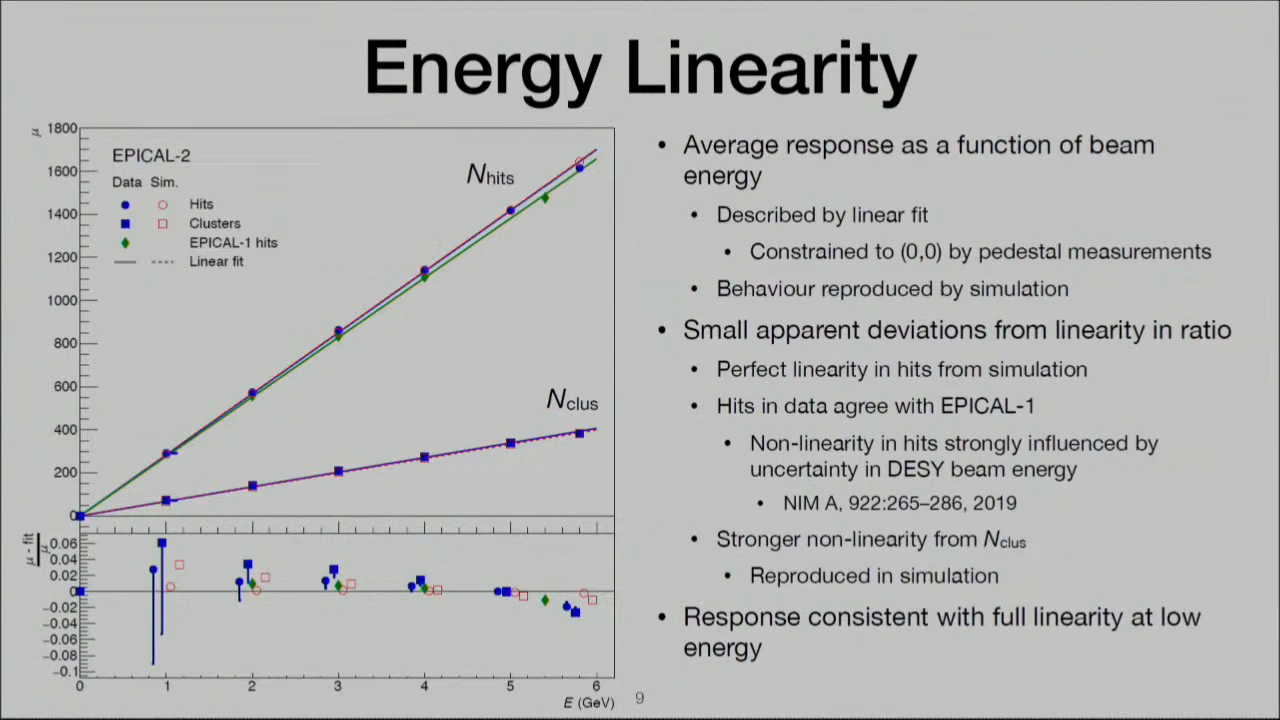 Energy Linearity
μ
1800
1600
1400
1200
1000
800
600
400
200
0
EPICAL-2
Data Sim.
Hits
Clusters
EPICAL-1 hits
Linear fit
Nhits
Nclus
μ - fit
μ
0.06
0.04
0.02
0
−0.02
−0.04
−0.06
−0.08
−0.1
0 1 2 3 4 5 6
E (GeV)
• Average response as a function of beam
energy
• Described by linear fit
• Constrained to (0,0) by pedestal measurements
• Behaviour reproduced by simulation
• Small apparent deviations from linearity in ratio
• Perfect linearity in hits from simulation
• Hits in data agree with EPICAL-1
• Non-linearity in hits strongly influenced by
uncertainty in DESY beam energy
• NIM A, 922:265–286, 2019
• Stronger non-linearity from Nclus
• Reproduced in simulation
• Response consistent with full linearity at low
energy
9